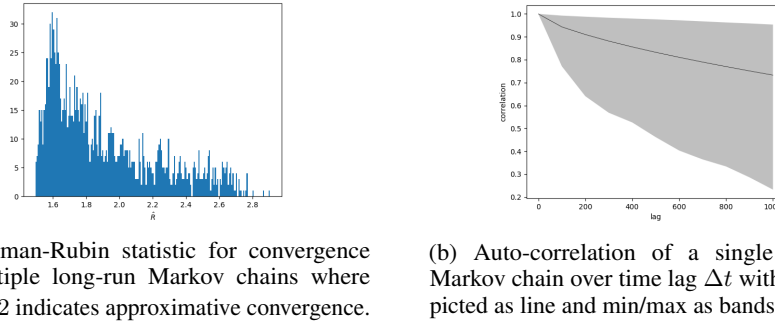 30
25
20
15
10
5
0
1.6 1.8 2.0 2.2 2.4 2.6 2.8
R̂
1.0
0.9
0.8
0.7
0.6
0.5
0.4
0.3
0.2
correlation
0 200 400 600 800
lag
Rubin statistic for convergence
long-run Markov chains where
2 indicates approximative convergence.
(b) Auto-correlation of a single
Markov chain over time lag Δt
picted as line and min/max as bands